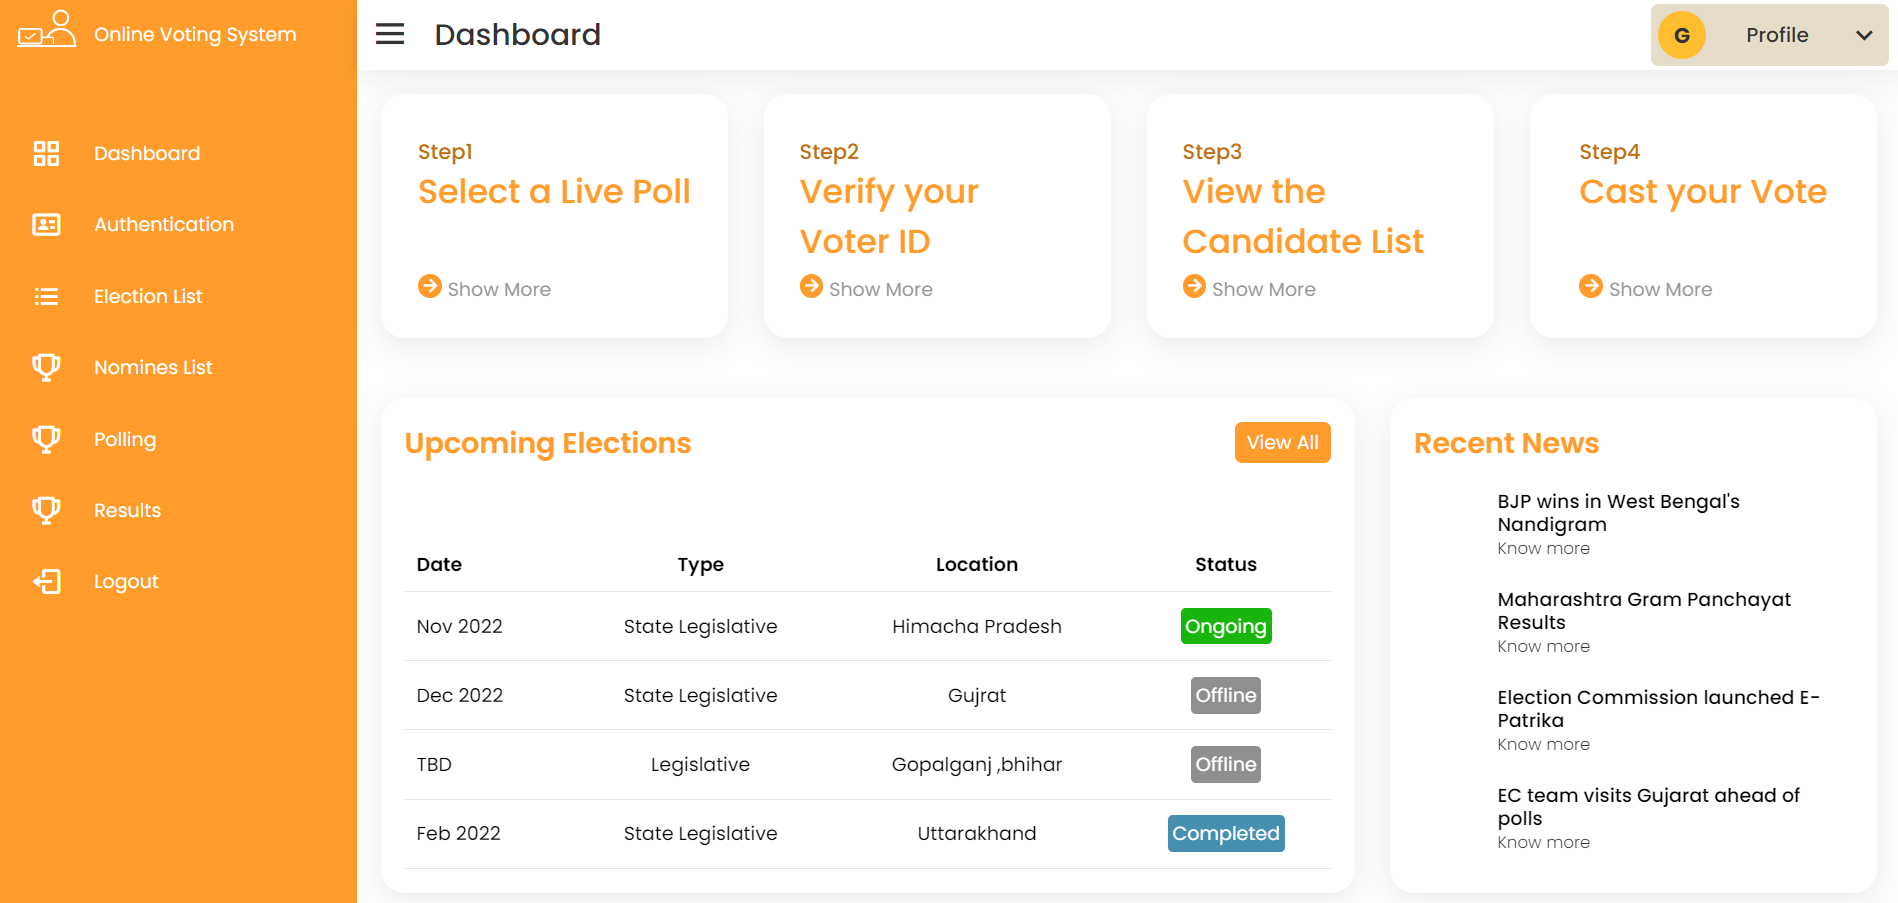 Online Voting System
Dashboard
Authentication
Election List
Nomines List
Polling
Results
Logout
Dashboard
G
Profile
Step1
Select a Live Poll
Show More
Step2
Verify your
Voter ID
Show More
Step3
View the
Candidate List
Show More
Step4
Cast your Vote
Show More
Upcoming Elections
View All
Date Type Location Status
Nov 2022 State Legislative Himacha Pradesh Ongoing
Dec 2022 State Legislative Gujrat Offline
TBD Legislative Gopalganj ,bhihar Offline
Feb 2022 State Legislative Uttarakhand Completed
Recent News
BJP wins in West Bengal's
Nandigram
Know more
Maharashtra Gram Panchayat
Results
Know more
Election Commission launched E-
Patrika
Know more
EC team visits Gujarat ahead of
polls
Know more